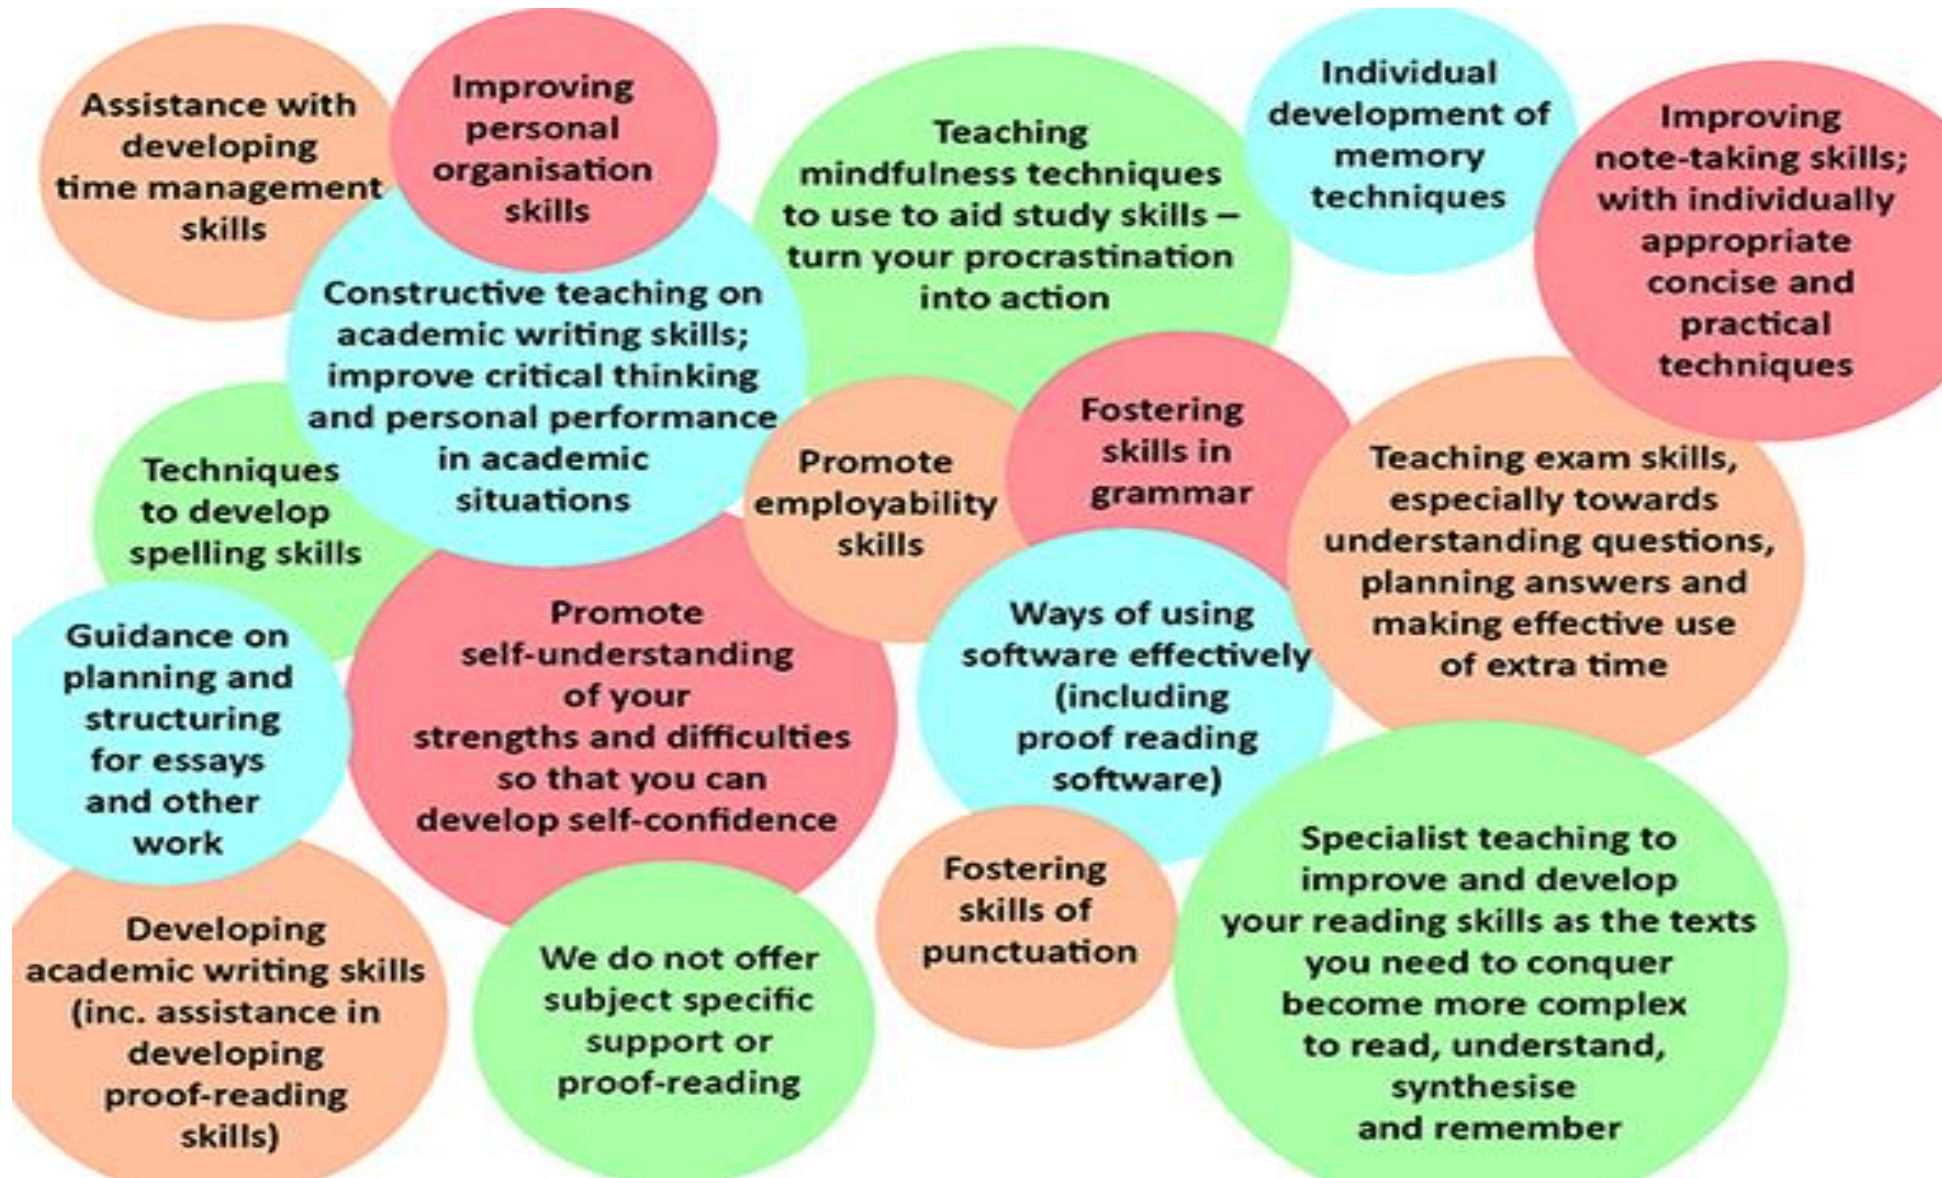 Assistance with
developing
time management
skills
Improving
personal
organisation
skills
Teaching
mindfulness techniques
to use to aid study skills –
turn your procrastination
into action
Individual
development of
memory
techniques
Improving
note-taking skills;
with individually
appropriate
concise and
practical
techniques
Constructive teaching on
academic writing skills;
improve critical thinking
and personal performance
in academic
situations
Techniques
to develop
spelling skills
Promote
employability
skills
Fostering
skills in
grammar
Teaching exam skills,
especially towards
understanding questions,
planning answers and
making effective use
of extra time
Guidance on
planning and
structuring
for essays
and other
work
Promote
self-understanding
of your
strengths and difficulties
so that you can
develop self-confidence
Ways of using
software effectively
(including
proof reading
software)
Developing
academic writing skills
(inc. assistance in
developing
proof-reading
skills)
We do not offer
subject specific
support or
proof-reading
Fostering
skills of
punctuation
Specialist teaching to
improve and develop
your reading skills as the texts
you need to conquer
become more complex
to read, understand,
synthesise
and remember